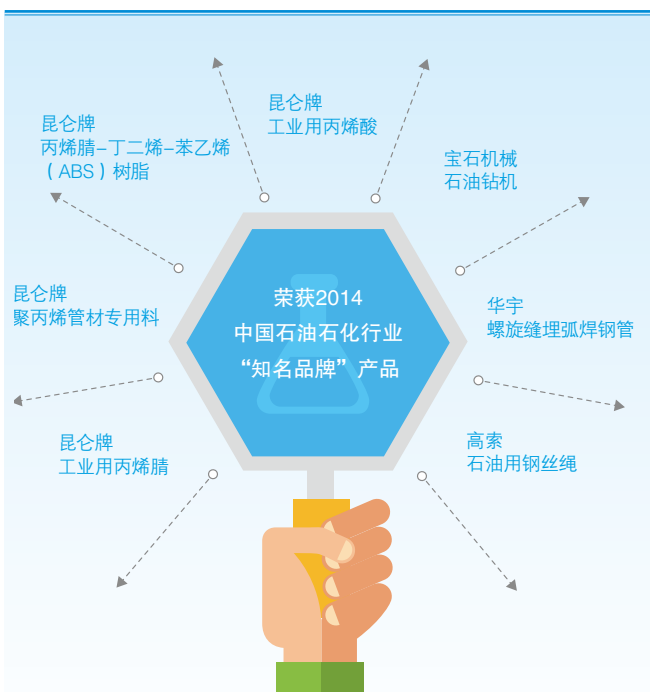 昆仑牌
工业用丙烯酸
昆仑牌
丙烯腈–丁二烯–苯乙烯
（ABS）树脂
宝石机械
石油钻机
昆仑牌
聚丙烯管材专用料
荣获2014
中国石油石化行业
“知名品牌”产品
华宇
螺旋缝埋弧焊钢管
昆仑牌
工业用丙烯腈
高索
石油用钢丝绳